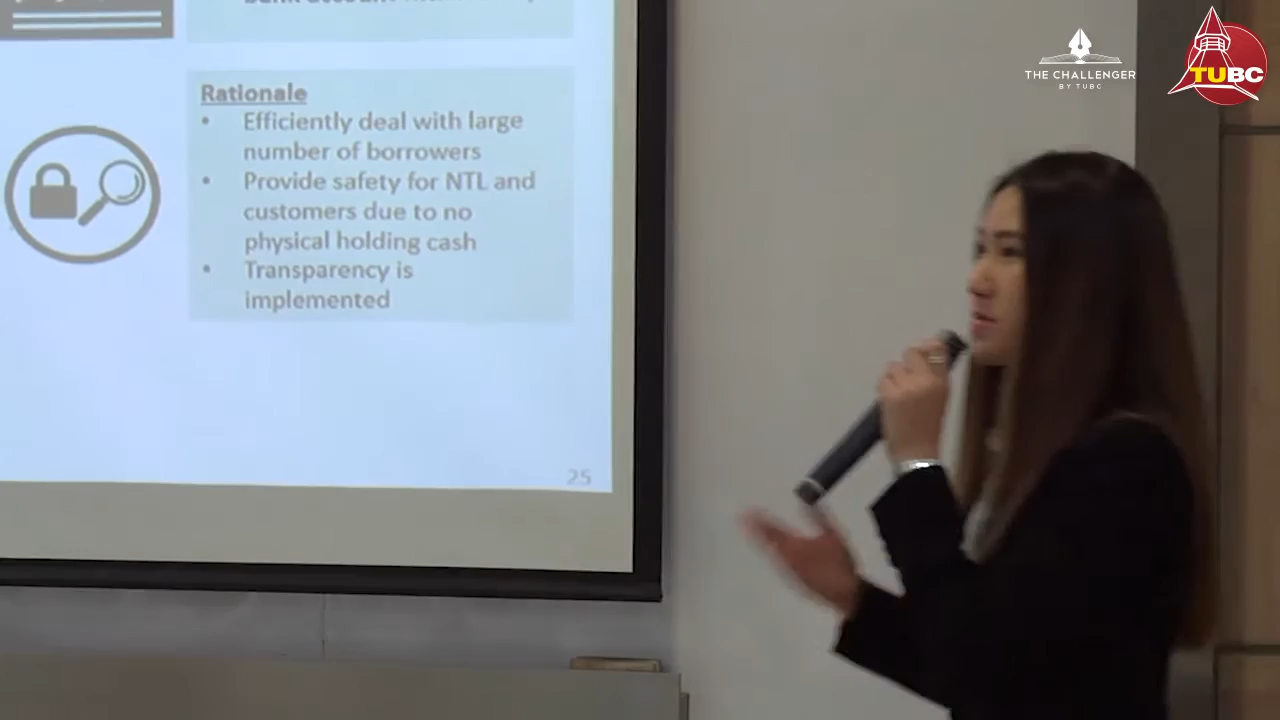 THE CHALLENGER
BY TUBC
TUBC
Rationale
• Efficiently deal with large
number of borrowers
• Provide safety for NTL and
customers due to no
physical holding cash
• Transparency is
implemented
25